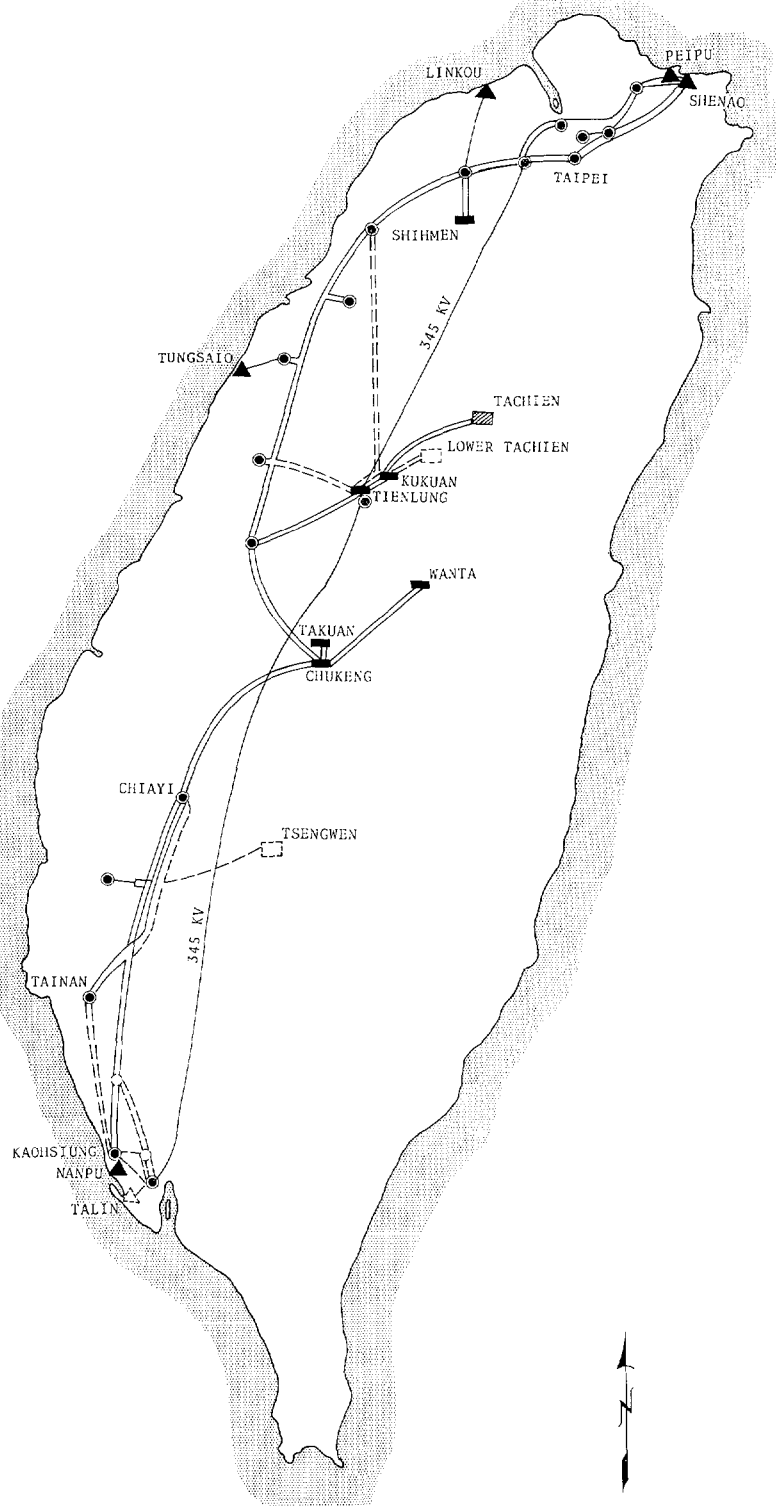 PEIPU
LINKOU
SHENAO
TAIPEI
SHIHMEN
345 KV
TUNGSAIO
TACHIEN
LOWER TACHIEN
KUKUAN
TIENLUNG
WANTA
TAKUAN
CHUKENG
CHIAYI
TSENGWEN
345 KV
TAINAN
KAOHSIUNG
NANPU
TALIN
N